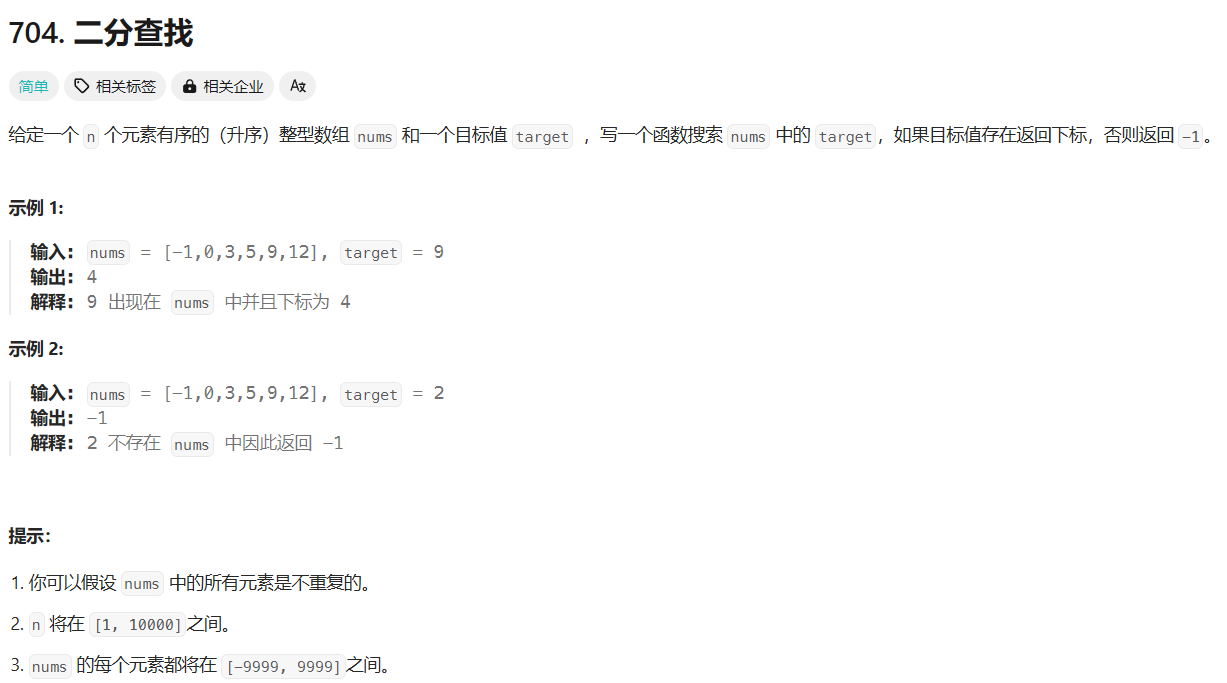 704. 二分查找
简单 相关标签 相关企业 Ax
给定一个 n 个元素有序的（升序）整型数组 nums 和一个目标值 target ，写一个函数搜索 nums 中的 target，如果目标值存在返回下标，否则返回 -1。
示例 1:
输入: nums = [-1,0,3,5,9,12], target = 9
输出: 4
解释: 9 出现在 nums 中并且下标为 4
示例 2:
输入: nums = [-1,0,3,5,9,12], target = 2
输出: -1
解释: 2 不存在 nums 中因此返回 -1
提示：
1. 你可以假设 nums 中的所有元素是不重复的。
2. n 将在 [1, 10000]之间。
3. nums 的每个元素都将在 [-9999, 9999]之间。